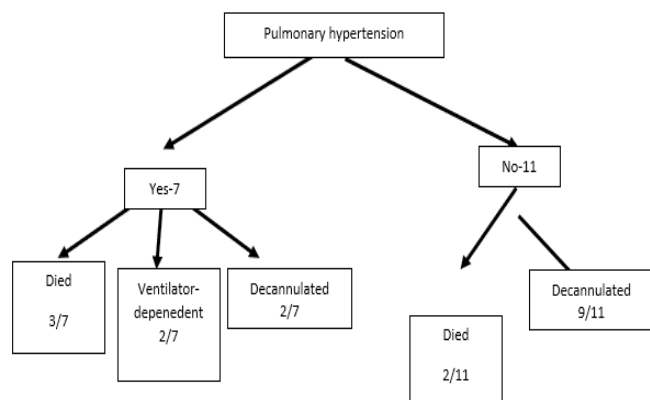 Pulmonary hypertension
Yes-7
No-11
Died
3/7
Ventilator-
depenedent
2/7
Decannulated
2/7
Died
2/11
Decannulated
9/11